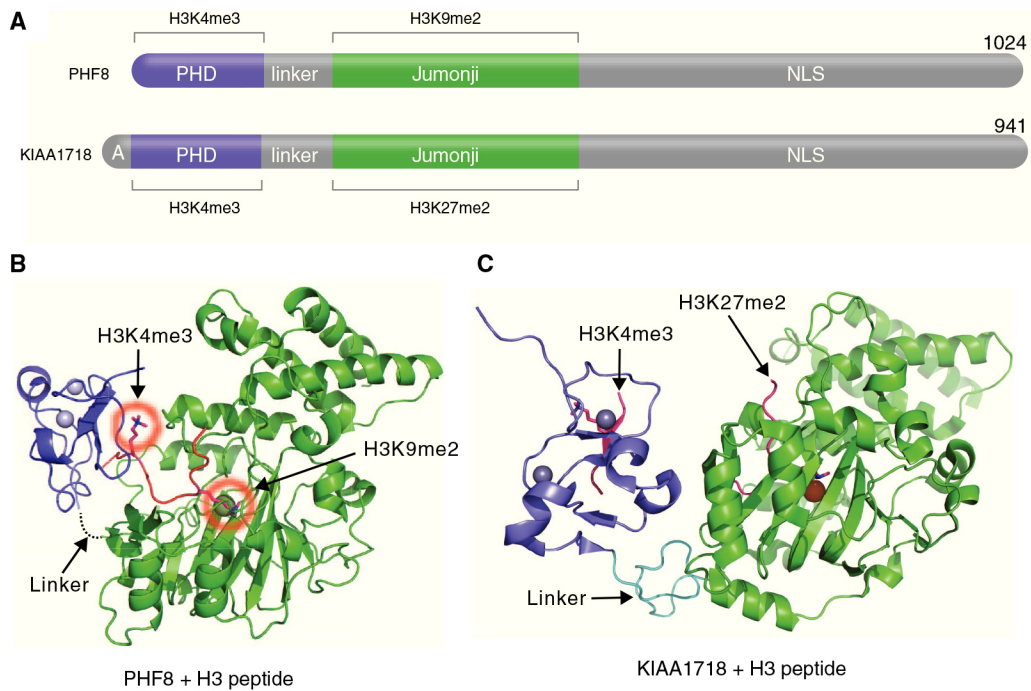 A
H3K4me3
H3K9me2
1024
PHF8
PHD
linker
Jumonji
NLS
941
KIAA1718
A
PHD
linker
Jumonji
NLS
H3K4me3
H3K27me2
B
H3K4me3
H3K9me2
Linker
PHF8 + H3 peptide
C
H3K27me2
H3K4me3
Linker
KIAA1718 + H3 peptide